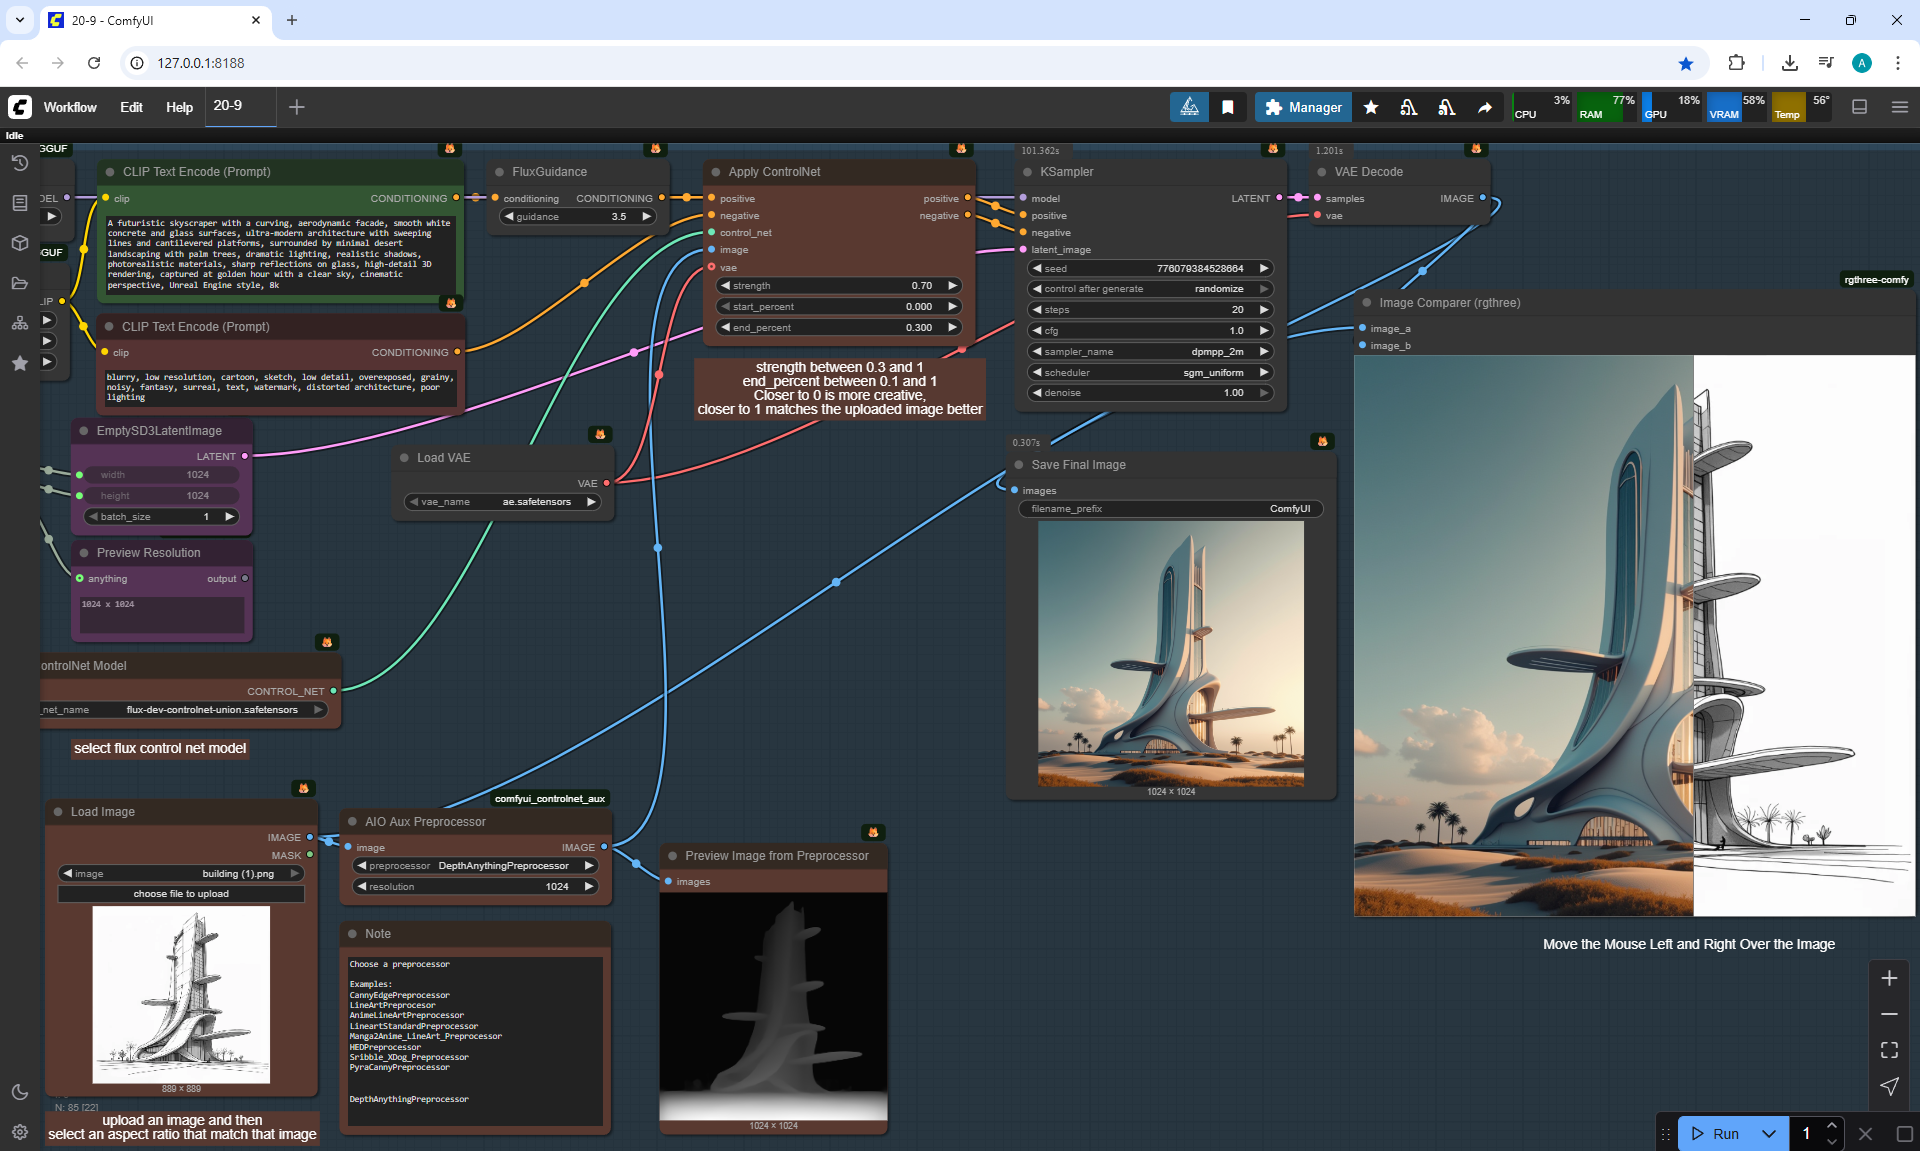 20-9 - ComfyUI
127.0.0.1:8188
A
Workflow
Edit
Help
20-9
Manager
CPU 3%
RAM 77%
GPU 18%
VRAM 58%
Temp 56°
Idle
GGUF
DEL
GUF
LIP
CLIP Text Encode (Prompt)
clip
CONDITIONING
A futuristic skyscraper with a curving, aerodynamic facade, smooth white
concrete and glass surfaces, ultra-modern architecture with sweeping
lines and cantilevered platforms, surrounded by minimal desert
landscaping with palm trees, dramatic lighting, realistic shadows,
photorealistic materials, sharp reflections on glass, high-detail 3D
rendering, captured at golden hour with a clear sky, cinematic
perspective, Unreal Engine style, 8k
CLIP Text Encode (Prompt)
clip
CONDITIONING
blurry, low resolution, cartoon, sketch, low detail, overexposed, grainy,
noisy, fantasy, surreal, text, watermark, distorted architecture, poor
lighting
FluxGuidance
conditioning
CONDITIONING
guidance 3.5
Apply ControlNet
positive
positive
negative
negative
control_net
image
vae
strength 0.70
start_percent 0.000
end_percent 0.300
strength between 0.3 and 1
end_percent between 0.1 and 1
Closer to 0 is more creative,
closer to 1 matches the uploaded image better
101.362s
KSampler
model
LATENT
positive
negative
latent_image
seed 776079384528664
control after generate randomize
steps 20
cfg 1.0
sampler_name dpmpp_2m
scheduler sgm_uniform
denoise 1.00
1.201s
VAE Decode
samples
IMAGE
vae
rgthree-comfy
Image Comparer (rgthree)
image_a
image_b
Move the Mouse Left and Right Over the Image
EmptySD3LatentImage
LATENT
width 1024
height 1024
batch_size 1
Preview Resolution
anything
output
1024 x 1024
Load VAE
VAE
vae_name ae.safetensors
0.307s
Save Final Image
images
filename_prefix ComfyUI
1024 × 1024
ontrolNet Model
CONTROL_NET
_net_name flux-dev-controlnet-union.safetensors
select flux control net model
Load Image
IMAGE
MASK
image building (1).png
choose file to upload
889 × 889
N: 85 [22]
upload an image and then
select an aspect ratio that match that image
comfyui_controlnet_aux
AIO Aux Preprocessor
image
IMAGE
preprocessor DepthAnythingPreprocessor
resolution 1024
Note
Choose a preprocessor
Examples:
CannyEdgePreprocessor
LineArtPreprocesor
AnimeLineArtPreprocessor
LineartStandardPreprocessor
Manga2Anime_LineArt_Preprocessor
HEDPreprocessor
Sribble_XDog_Preprocessor
PyraCannyPreprocessor
DepthAnythingPreprocessor
Preview Image from Preprocessor
images
1024 × 1024
Run
1